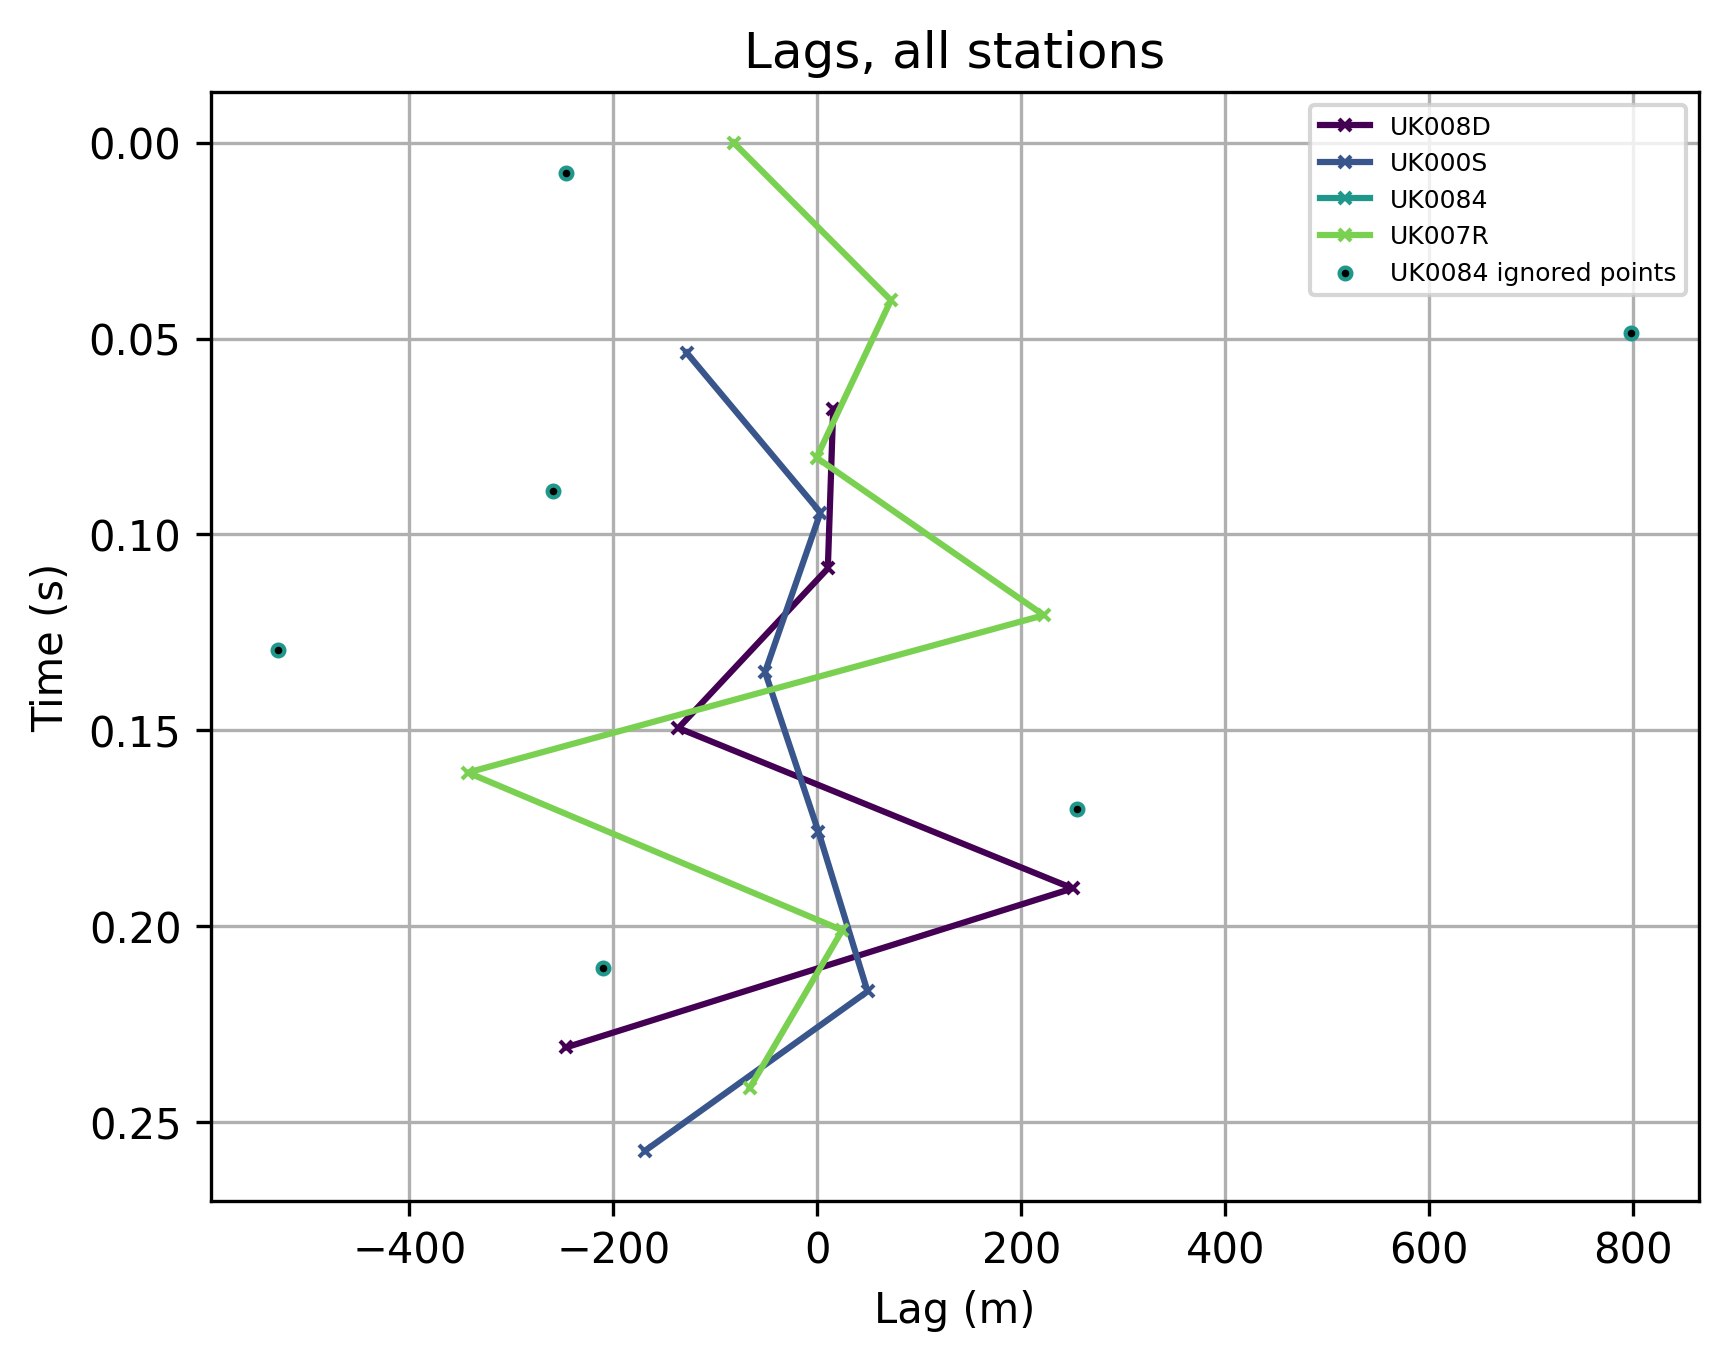 Lags, all stations
UK008D
UK000S
UK0084
UK007R
UK0084 ignored points
0.00
0.05
0.10
0.15
0.20
0.25
Time (s)
−400
−200
0
200
400
600
800
Lag (m)